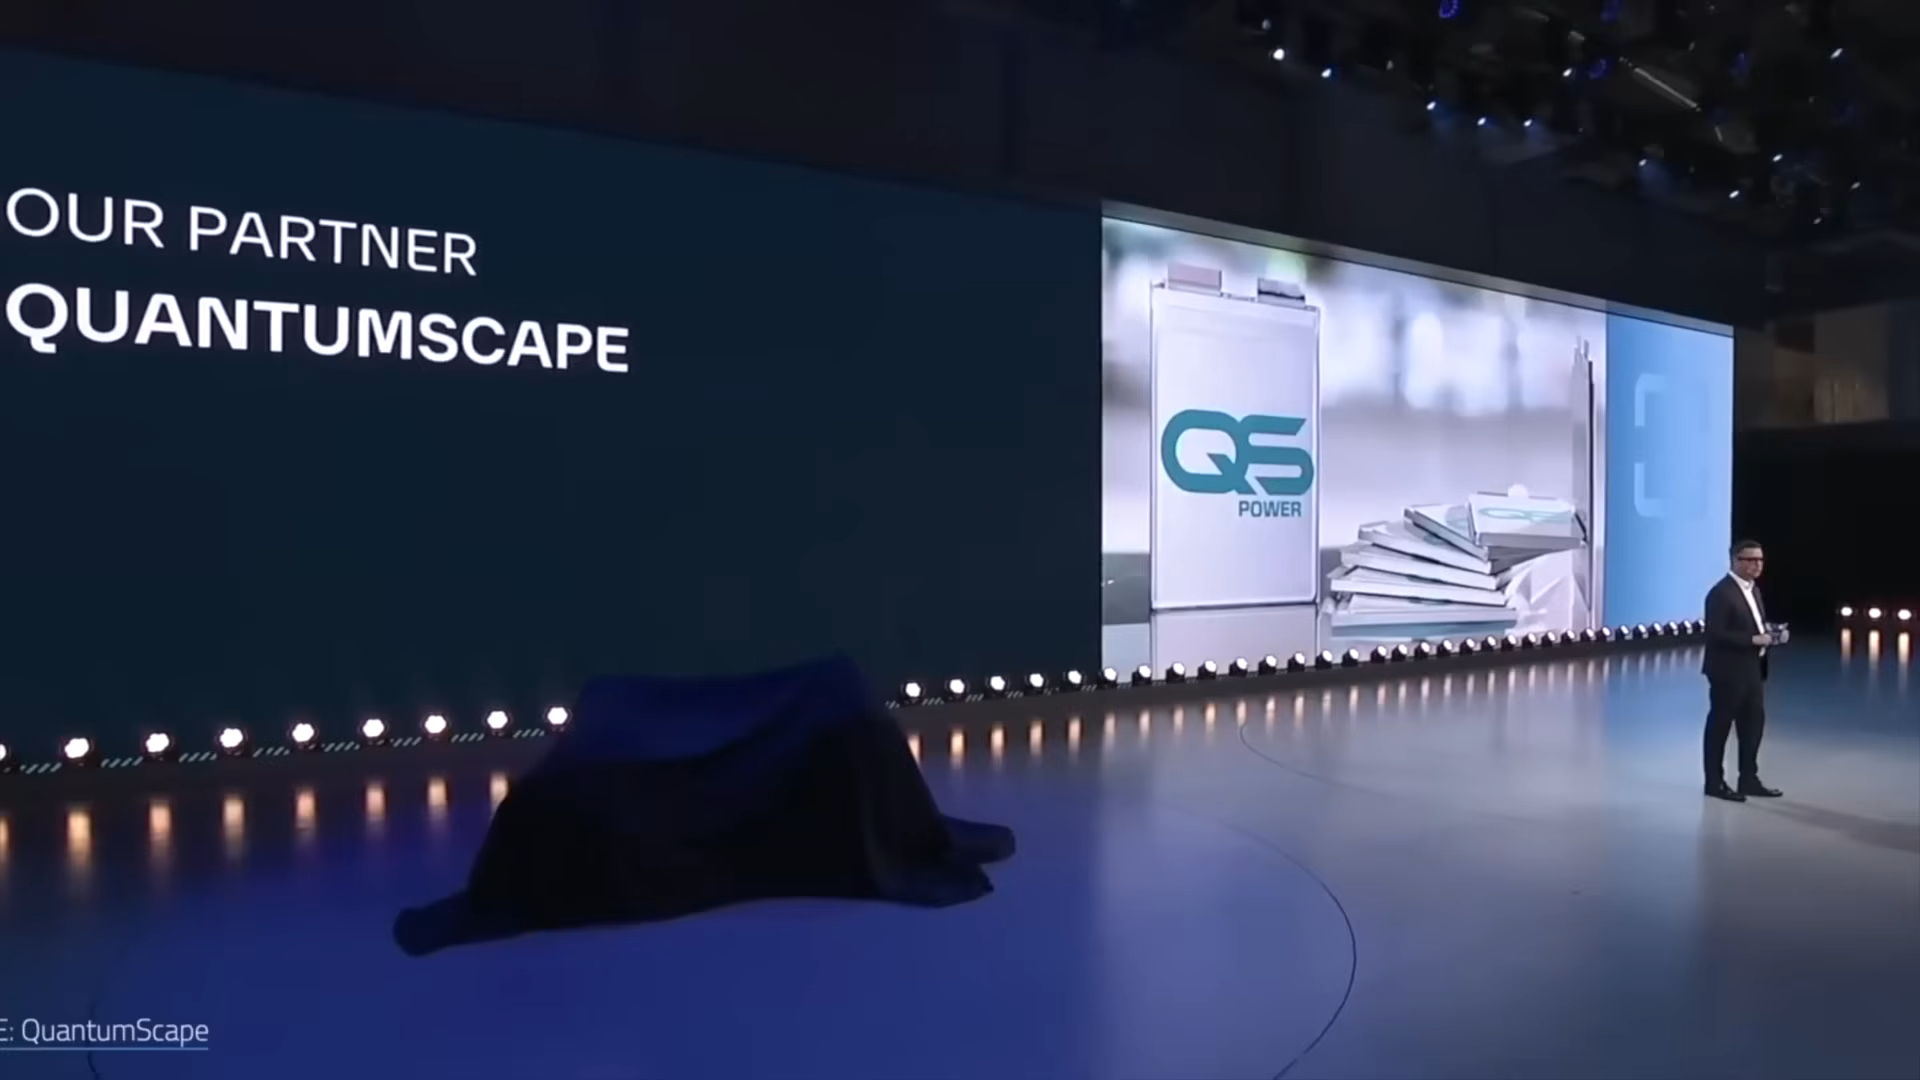 OUR PARTNER
QUANTUMSCAPE
QS
POWER
E: QuantumScape